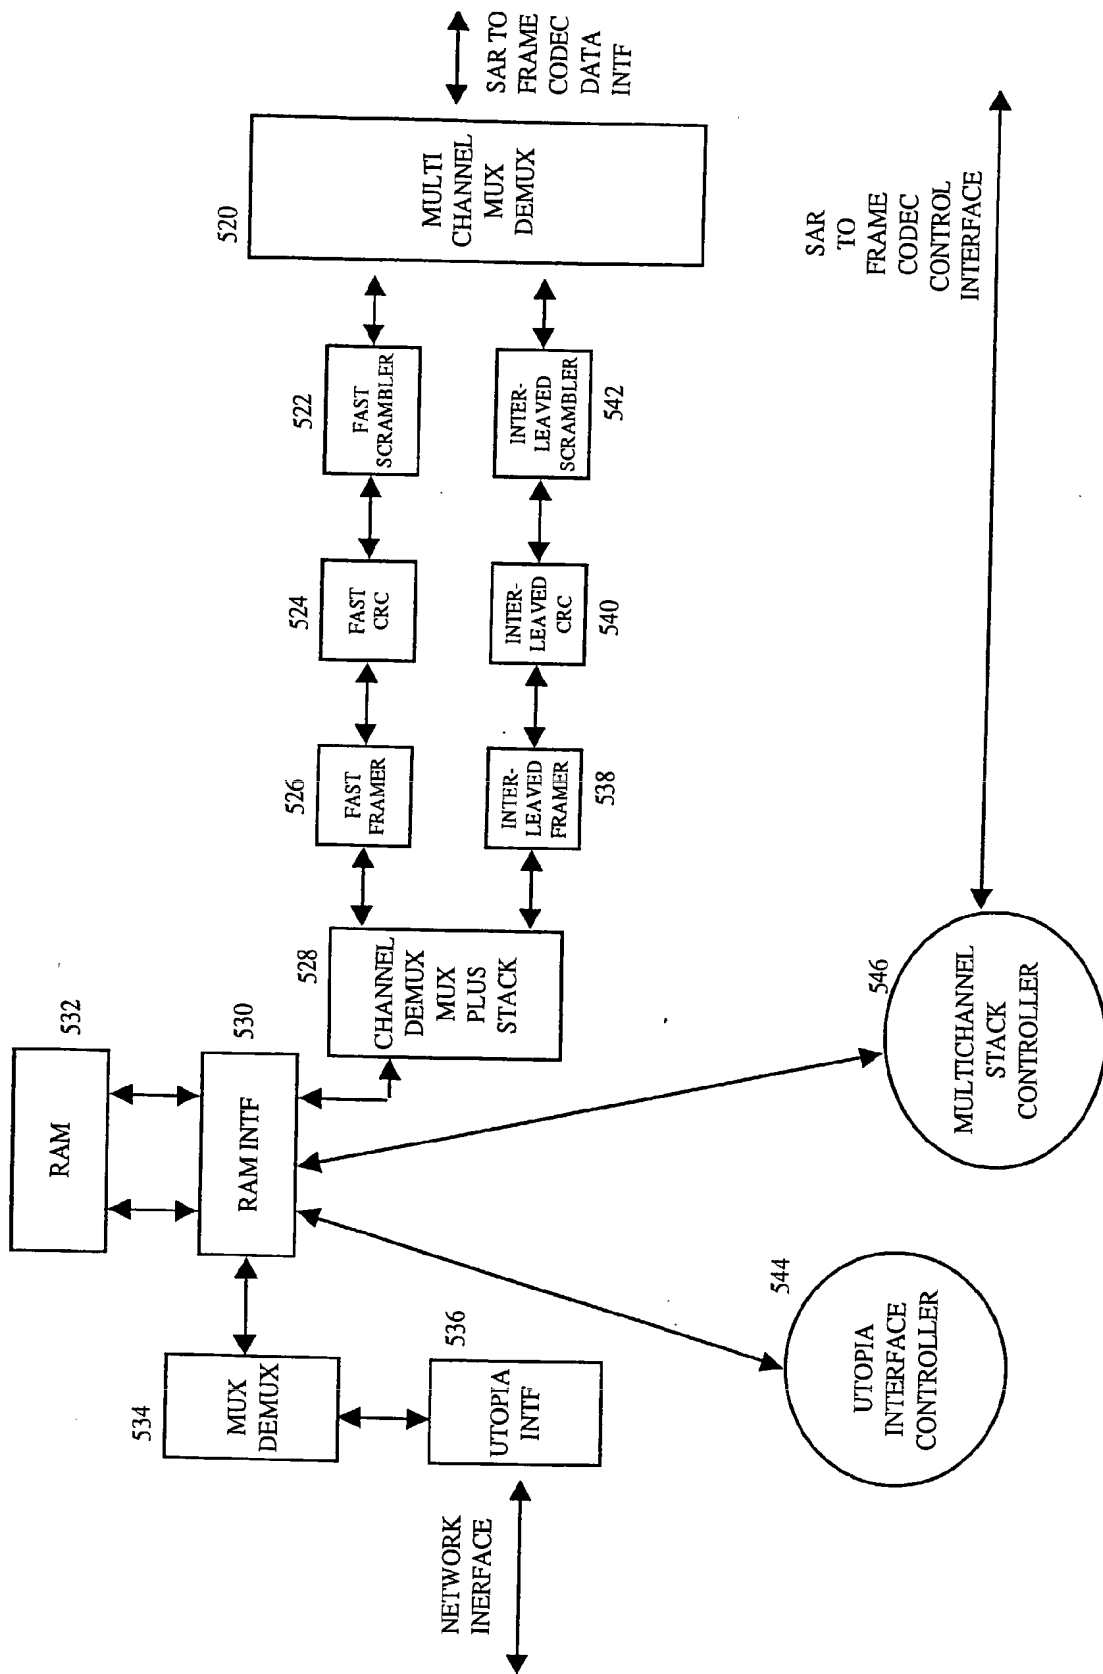 RAM
532
RAM INTF
530
534
MUX
DEMUX
UTOPIA
INTF
536
NETWORK
INERFACE
528
CHANNEL
DEMUX
MUX
PLUS
STACK
526
FAST
FRAMER
524
FAST
CRC
522
FAST
SCRAMBLER
520
MULTI
CHANNEL
MUX
DEMUX
SAR TO
FRAME
CODEC
DATA
INTF
INTER-
LEAVED
FRAMER
538
INTER-
LEAVED
CRC
540
INTER-
LEAVED
SCRAMBLER
542
544
UTOPIA
INTERFACE
CONTROLLER
546
MULTICHANNEL
STACK
CONTROLLER
SAR
TO
FRAME
CODEC
CONTROL
INTERFACE